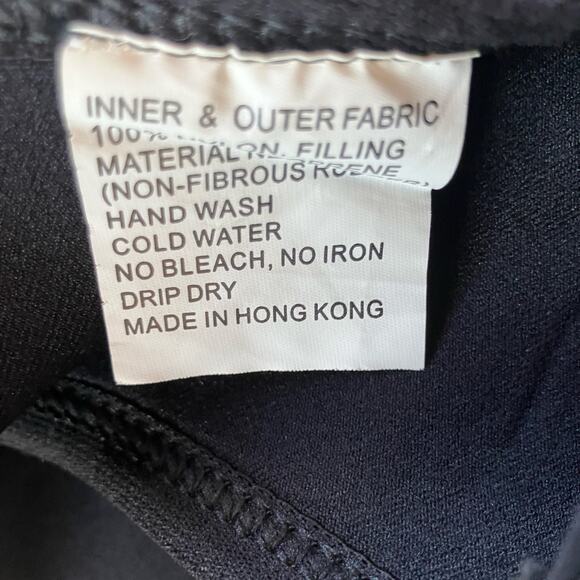 INNER & OUTER FABRIC
100%
MATERIAL FILLING
(NON-FIBROUS
HAND WASH
COLD WATER
NO BLEACH, NO IRON
DRIP DRY
MADE IN HONG KONG